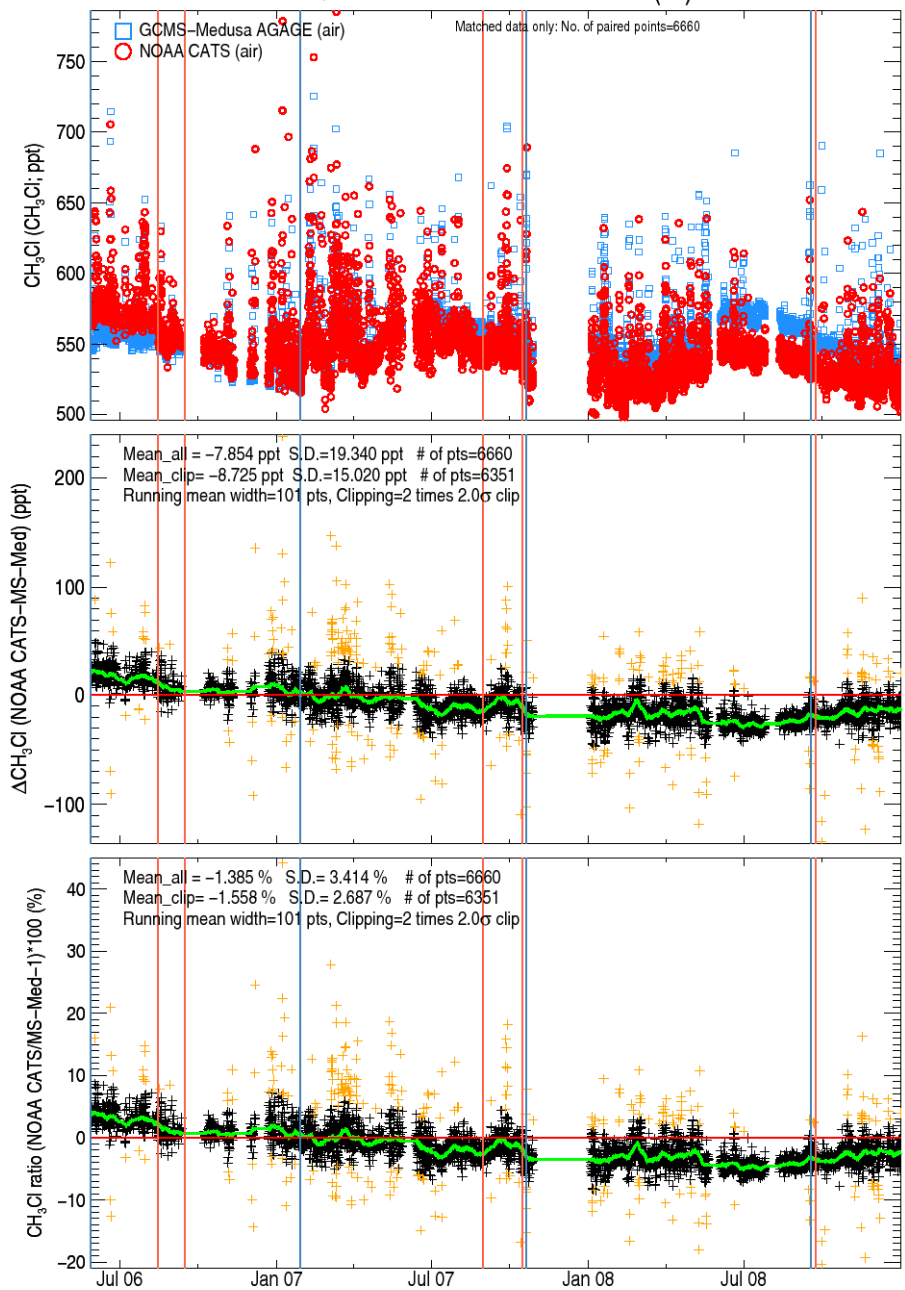 GCMS−Medusa AGAGE (air)
NOAA CATS (air)
Matched data only: No. of paired points=6660
CH₃Cl (CH₃Cl; ppt)
750
700
650
600
550
500
Mean_all = −7.854 ppt S.D.=19.340 ppt # of pts=6660
Mean_clip= −8.725 ppt S.D.=15.020 ppt # of pts=6351
Running mean width=101 pts, Clipping=2 times 2.0σ clip
ΔCH₃Cl (NOAA CATS−MS−Med) (ppt)
200
100
0
−100
Mean_all = −1.385 % S.D.= 3.414 % # of pts=6660
Mean_clip= −1.558 % S.D.= 2.687 % # of pts=6351
Running mean width=101 pts, Clipping=2 times 2.0σ clip
CH₃Cl ratio (NOAA CATS/MS−Med−1)*100 (%)
40
30
20
10
0
−10
−20
Jul 06
Jan 07
Jul 07
Jan 08
Jul 08